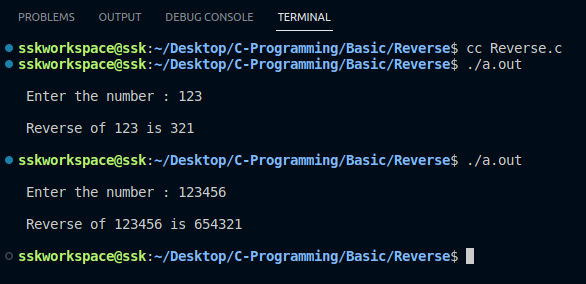 PROBLEMS OUTPUT DEBUG CONSOLE TERMINAL
sskworkspace@ssk:~/Desktop/C-Programming/Basic/Reverse$ cc Reverse.c
sskworkspace@ssk:~/Desktop/C-Programming/Basic/Reverse$ ./a.out
Enter the number : 123
Reverse of 123 is 321
sskworkspace@ssk:~/Desktop/C-Programming/Basic/Reverse$ ./a.out
Enter the number : 123456
Reverse of 123456 is 654321
sskworkspace@ssk:~/Desktop/C-Programming/Basic/Reverse$